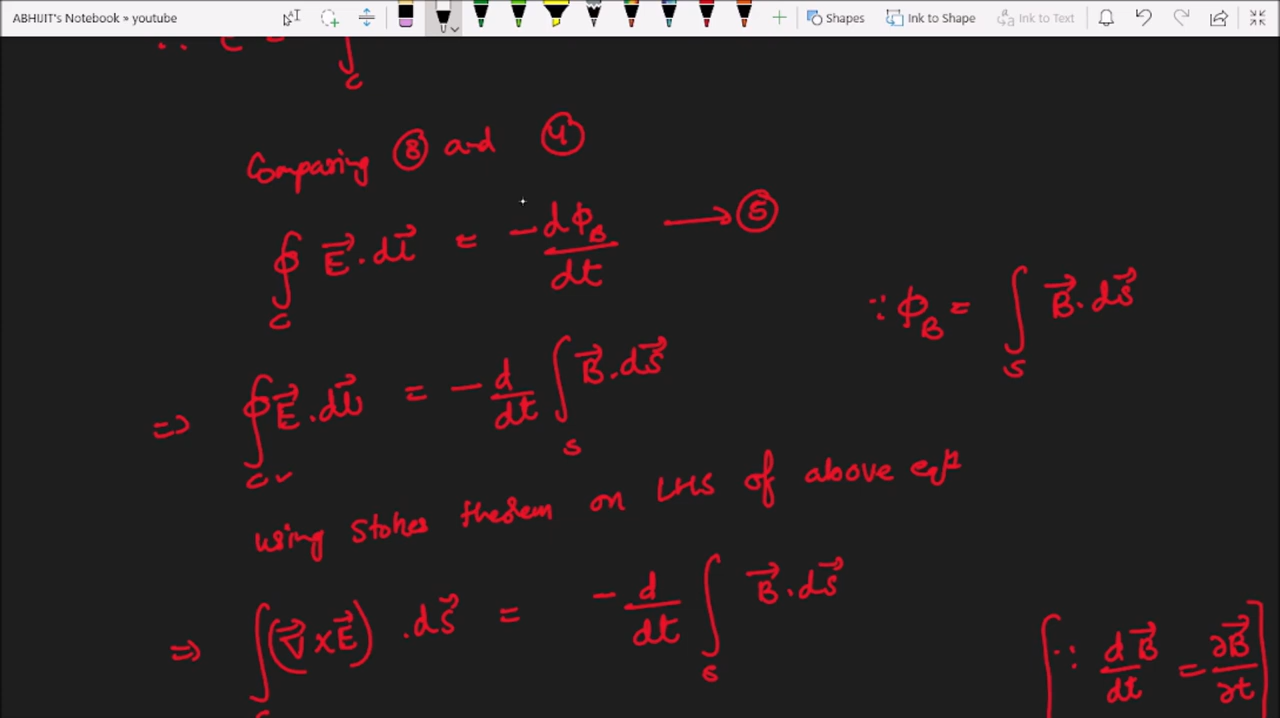 ABHIJIT's Notebook » youtube
Shapes
Ink to Shape
Ink to Text
∴ e = ∫_C
Comparing ③ and ④
∮_C E⃗ · dl⃗ = −dϕ_B/dt ⟶ ⑤
∵ ϕ_B = ∫_S B⃗ · dS⃗
⇒ ∮_C E⃗ · dl⃗ = −d/dt ∫_S B⃗ · dS⃗
using Stokes theorem on LHS of above eqn
⇒ ∫_S (∇⃗ × E⃗) · dS⃗ = −d/dt ∫_S B⃗ · dS⃗
[∵ dB⃗/dt = ∂B⃗/∂t]